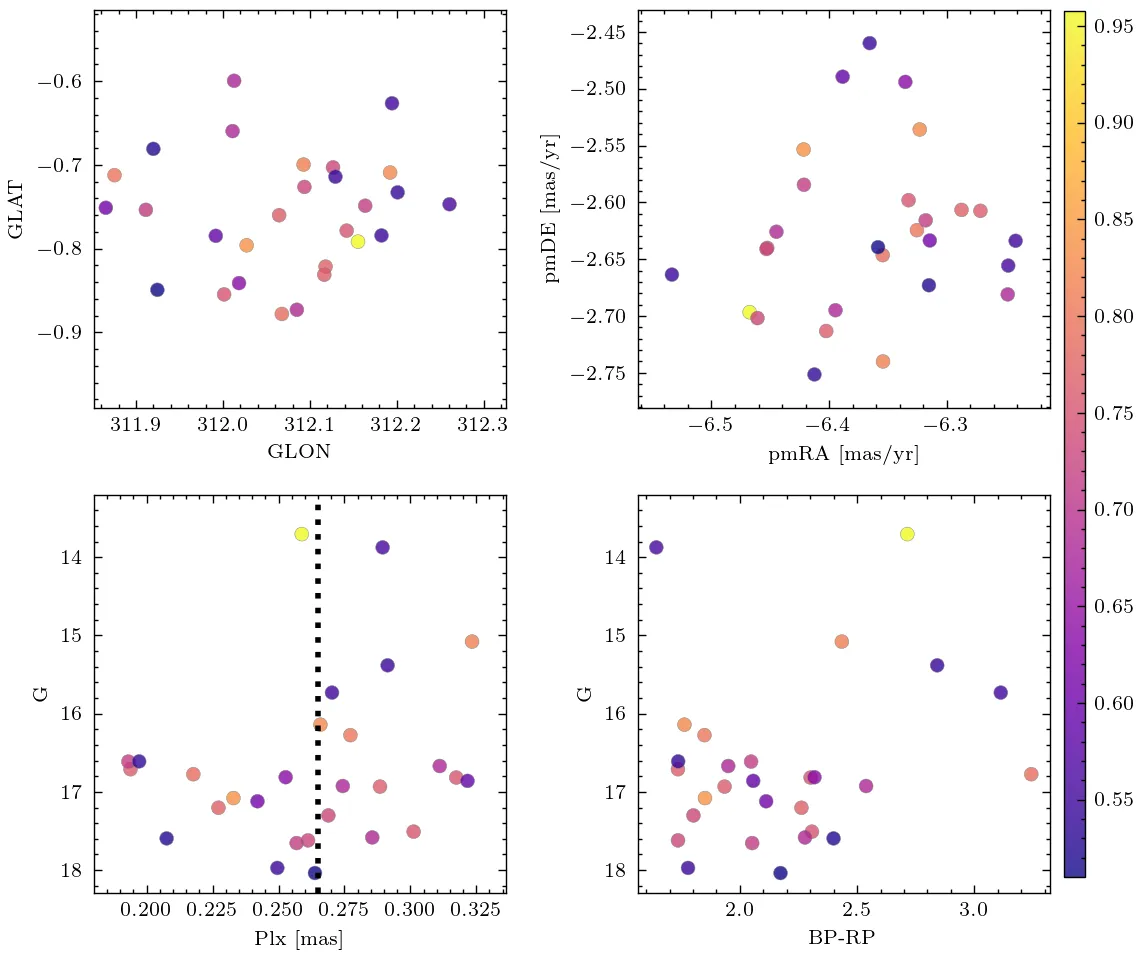 −0.6
−0.7
−0.8
−0.9
GLAT
311.9 312.0 312.1 312.2 312.3
GLON
−2.45
−2.50
−2.55
−2.60
−2.65
−2.70
−2.75
pmDE [mas/yr]
−6.5 −6.4 −6.3
pmRA [mas/yr]
14
15
16
17
18
G
0.200 0.225 0.250 0.275 0.300 0.325
Plx [mas]
14
15
16
17
18
G
2.0 2.5 3.0
BP-RP
0.95
0.90
0.85
0.80
0.75
0.70
0.65
0.60
0.55